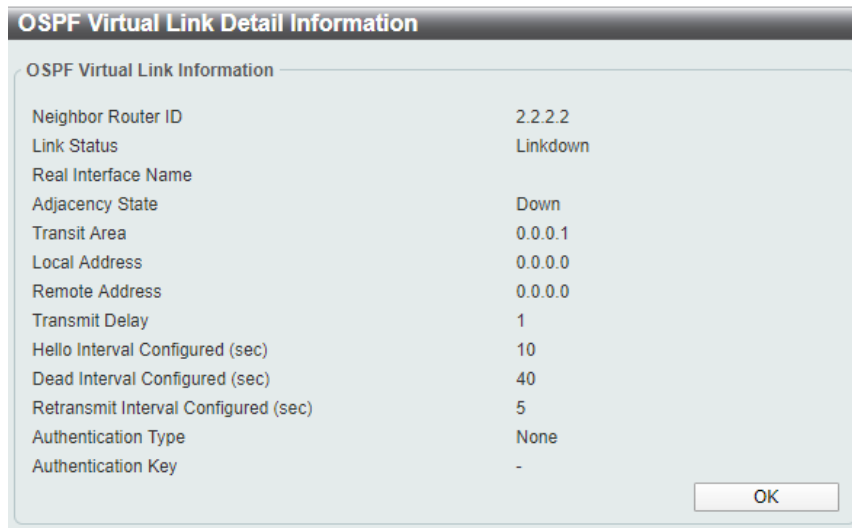 OSPF Virtual Link Detail Information
OSPF Virtual Link Information
Neighbor Router ID 2.2.2.2
Link Status Linkdown
Real Interface Name
Adjacency State Down
Transit Area 0.0.0.1
Local Address 0.0.0.0
Remote Address 0.0.0.0
Transmit Delay 1
Hello Interval Configured (sec) 10
Dead Interval Configured (sec) 40
Retransmit Interval Configured (sec) 5
Authentication Type None
Authentication Key -
OK